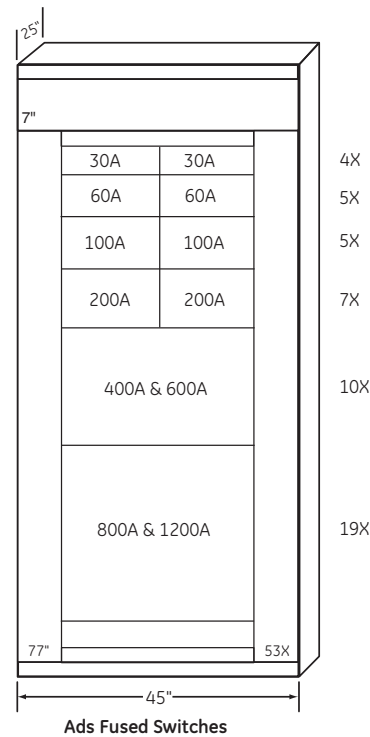 25"
7"
30A 30A 4X
60A 60A 5X
100A 100A 5X
200A 200A 7X
400A & 600A 10X
800A & 1200A 19X
77" 53X
45"
Ads Fused Switches